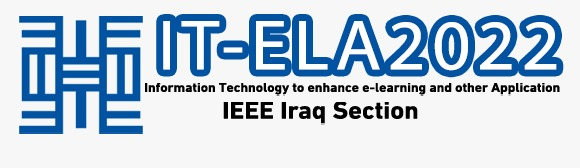 IT-ELA2022
Information Technology to enhance e-learning and other Application
IEEE Iraq Section